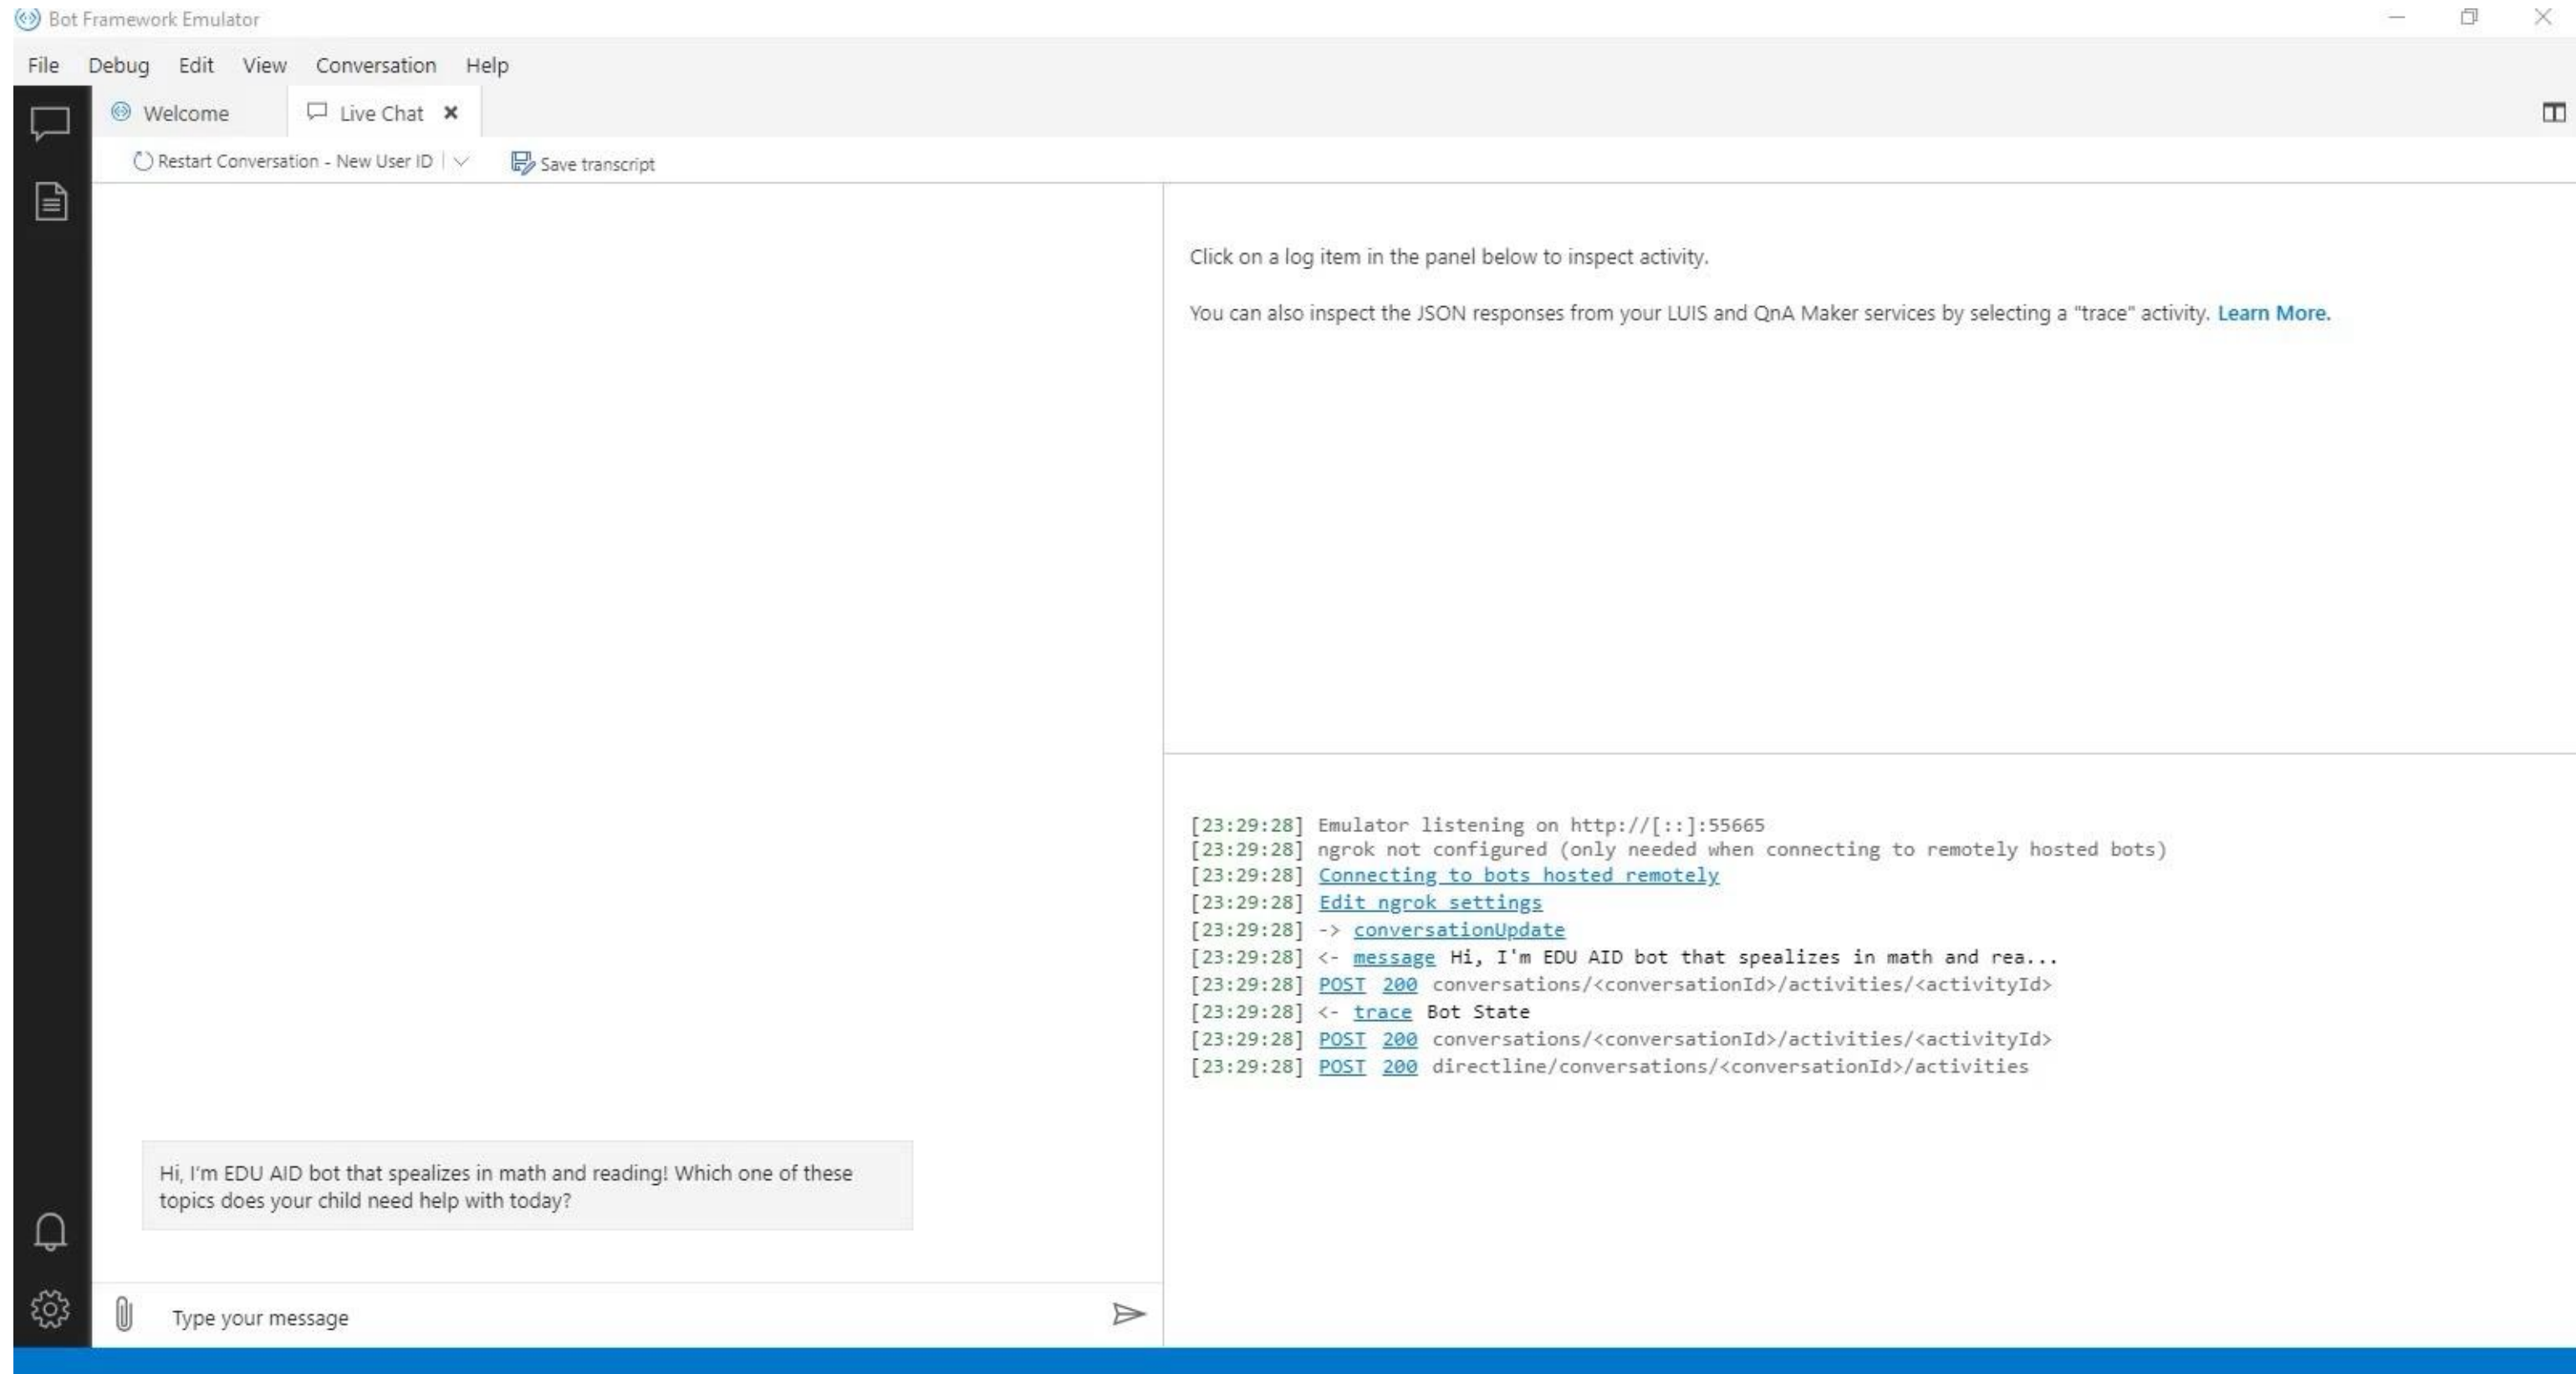 Bot Framework Emulator
File Debug Edit View Conversation Help
Welcome Live Chat
Restart Conversation - New User ID Save transcript
Click on a log item in the panel below to inspect activity.
You can also inspect the JSON responses from your LUIS and QnA Maker services by selecting a "trace" activity. Learn More.
[23:29:28] Emulator listening on http://[::]:55665
[23:29:28] ngrok not configured (only needed when connecting to remotely hosted bots)
[23:29:28] Connecting to bots hosted remotely
[23:29:28] Edit ngrok settings
[23:29:28] -> conversationUpdate
[23:29:28] <- message Hi, I'm EDU AID bot that spealizes in math and rea...
[23:29:28] POST 200 conversations/<conversationId>/activities/<activityId>
[23:29:28] <- trace Bot State
[23:29:28] POST 200 conversations/<conversationId>/activities/<activityId>
[23:29:28] POST 200 directline/conversations/<conversationId>/activities
Hi, I'm EDU AID bot that spealizes in math and reading! Which one of these
topics does your child need help with today?
Type your message